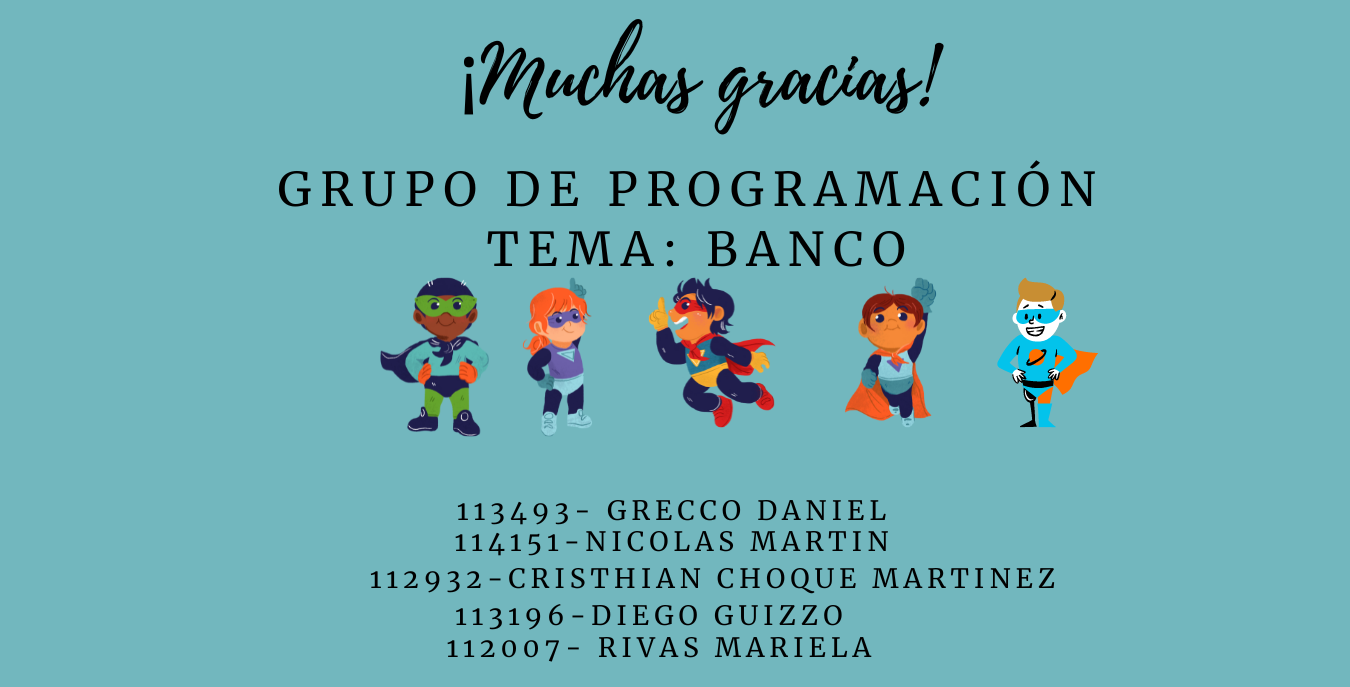 ¡Muchas gracias!
GRUPO DE PROGRAMACIÓN
TEMA: BANCO
113493- GRECCO DANIEL
114151-NICOLAS MARTIN
112932-CRISTHIAN CHOQUE MARTINEZ
113196-DIEGO GUIZZO
112007- RIVAS MARIELA